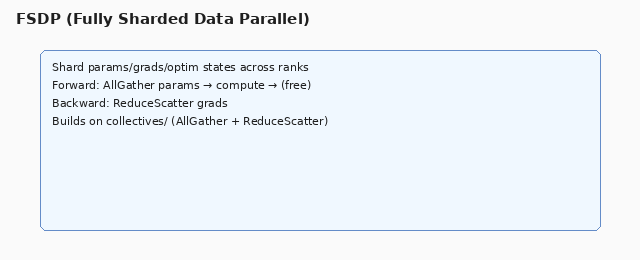 FSDP (Fully Sharded Data Parallel)
Shard params/grads/optim states across ranks
Forward: AllGather params → compute → (free)
Backward: ReduceScatter grads
Builds on collectives/ (AllGather + ReduceScatter)